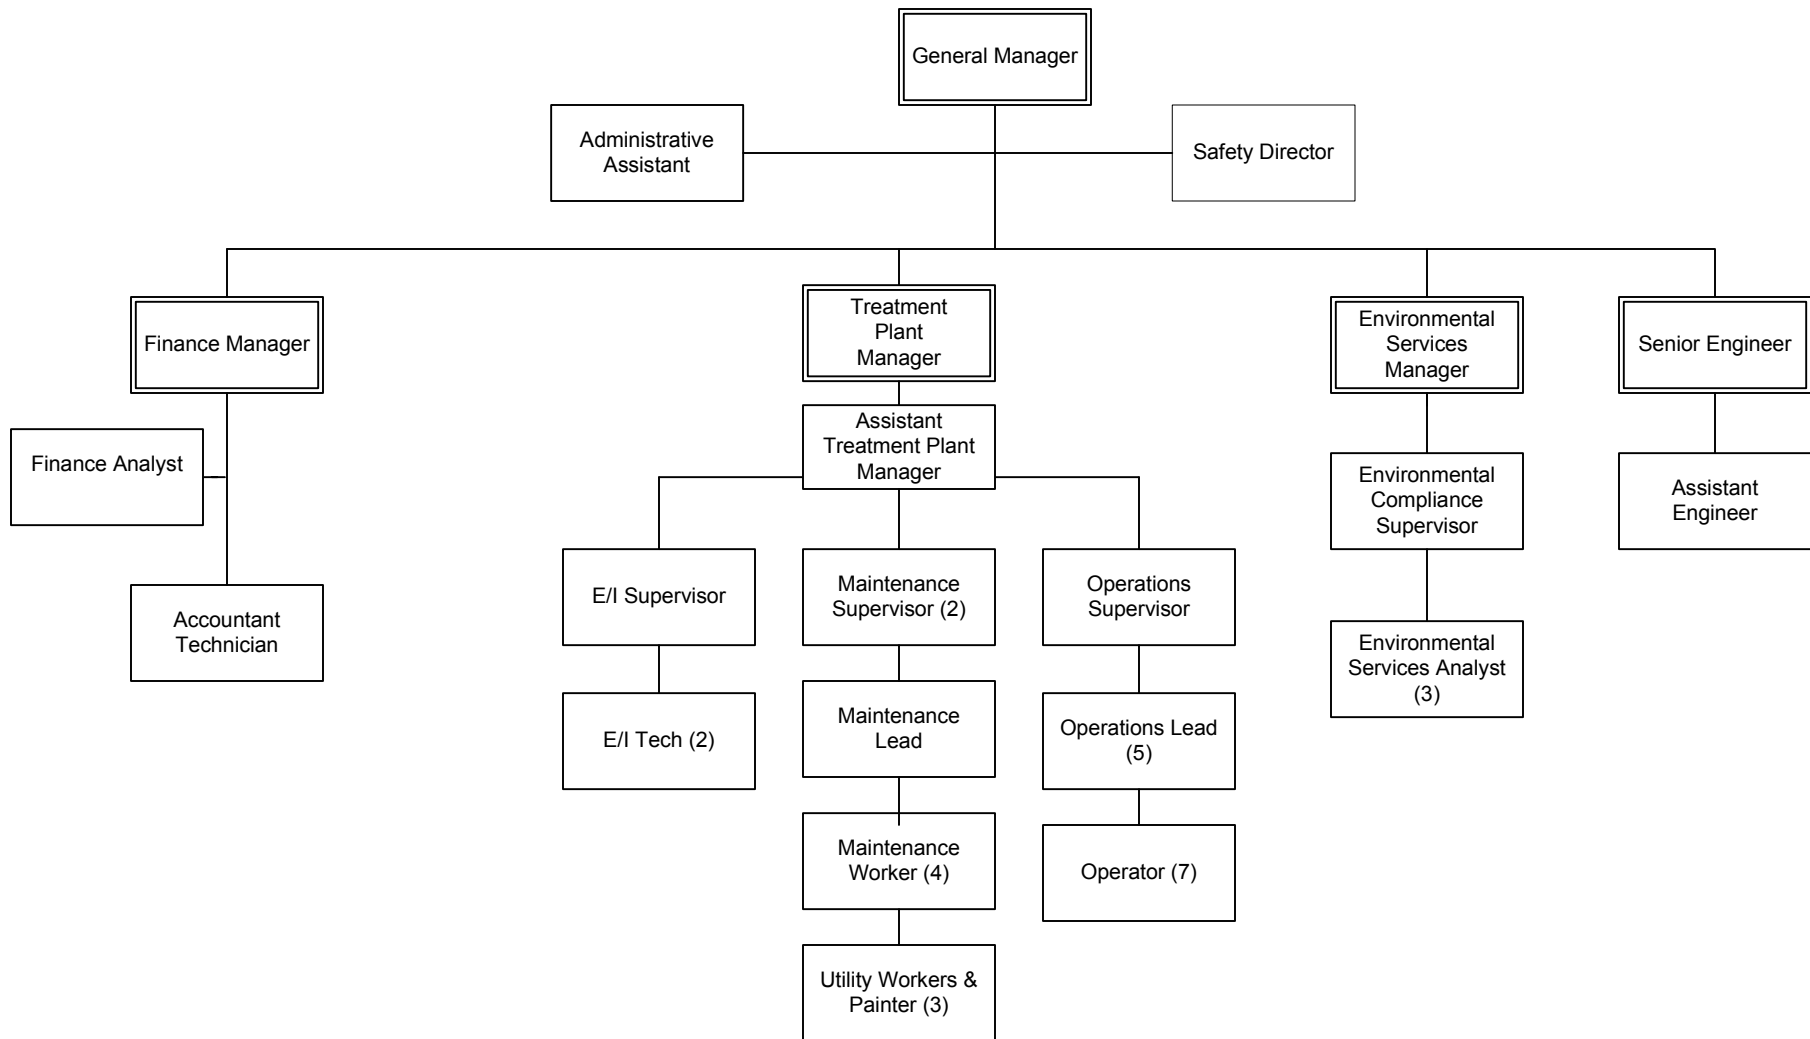 General Manager
Administrative
Assistant
Safety Director
Finance Manager
Treatment
Plant
Manager
Environmental
Services
Manager
Senior Engineer
Finance Analyst
Assistant
Treatment Plant
Manager
Environmental
Compliance
Supervisor
Assistant
Engineer
Accountant
Technician
E/I Supervisor
Maintenance
Supervisor (2)
Operations
Supervisor
Environmental
Services Analyst
(3)
E/I Tech (2)
Maintenance
Lead
Operations Lead
(5)
Maintenance
Worker (4)
Operator (7)
Utility Workers &
Painter (3)